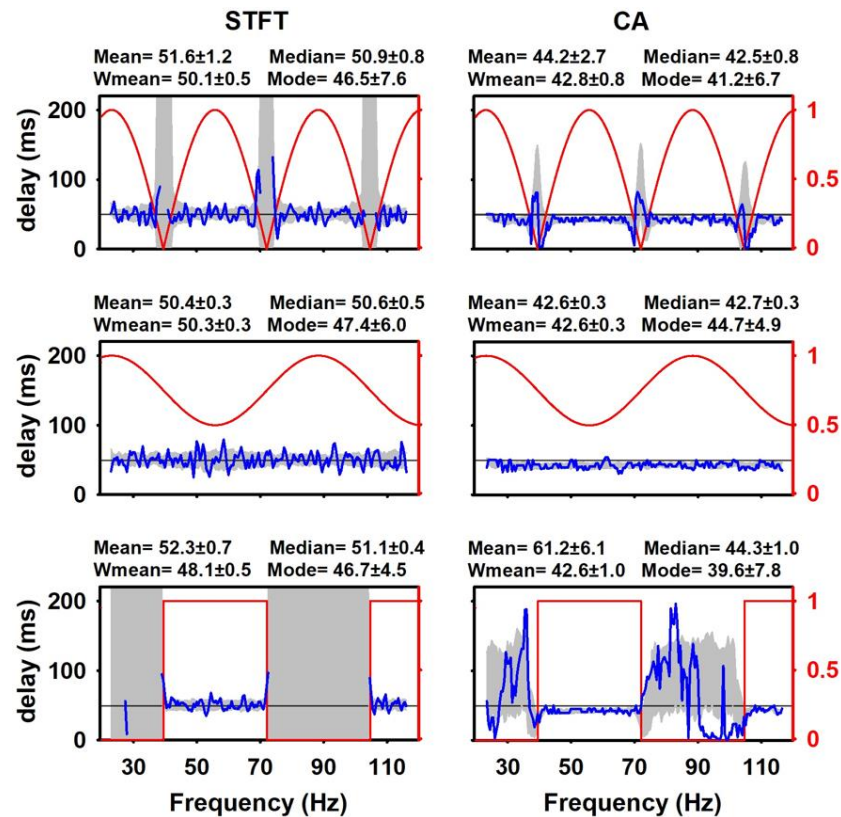 STFT CA
Mean= 51.6±1.2 Median= 50.9±0.8 Mean= 44.2±2.7 Median= 42.5±0.8
Wmean= 50.1±0.5 Mode= 46.5±7.6 Wmean= 42.8±0.8 Mode= 41.2±6.7
200 1
delay (ms)
100 0.5
0 0
Mean= 50.4±0.3 Median= 50.6±0.5 Mean= 42.6±0.3 Median= 42.7±0.3
Wmean= 50.3±0.3 Mode= 47.4±6.0 Wmean= 42.6±0.3 Mode= 44.7±4.9
200 1
delay (ms)
100 0.5
0 0
Mean= 52.3±0.7 Median= 51.1±0.4 Mean= 61.2±6.1 Median= 44.3±1.0
Wmean= 48.1±0.5 Mode= 46.7±4.5 Wmean= 42.6±1.0 Mode= 39.6±7.8
200 1
delay (ms)
100 0.5
0 0
30 50 70 90 110 30 50 70 90 110
Frequency (Hz) Frequency (Hz)